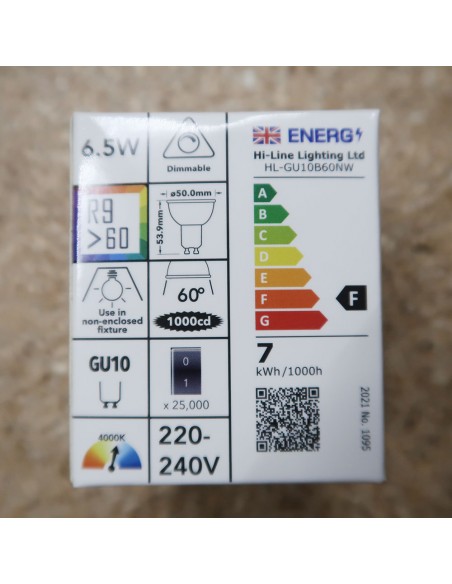 6.5W
Dimmable
R9
>60
ø50.0mm
53.9mm
Use in
non-enclosed
fixture
60°
1000cd
GU10
0
1
x 25,000
4000K
220-
240V
ENERG
Hi-Line Lighting Ltd
HL-GU10B60NW
A
B
C
D
E
F
G
F
7
kWh/1000h
2021 No. 1095